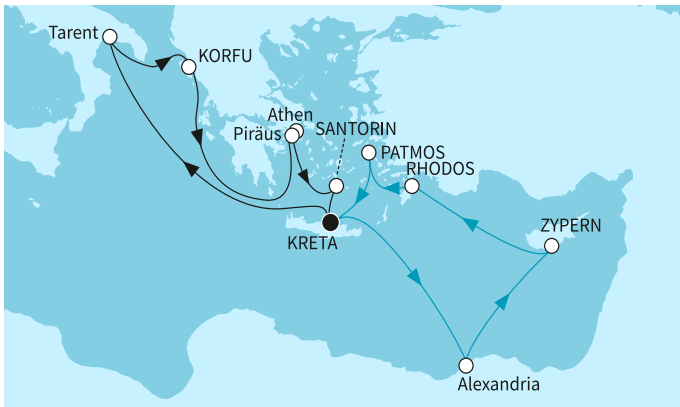 Tarent
KORFU
Athen
Piräus
SANTORIN
PATMOS
RHODOS
ZYPERN
KRETA
Alexandria